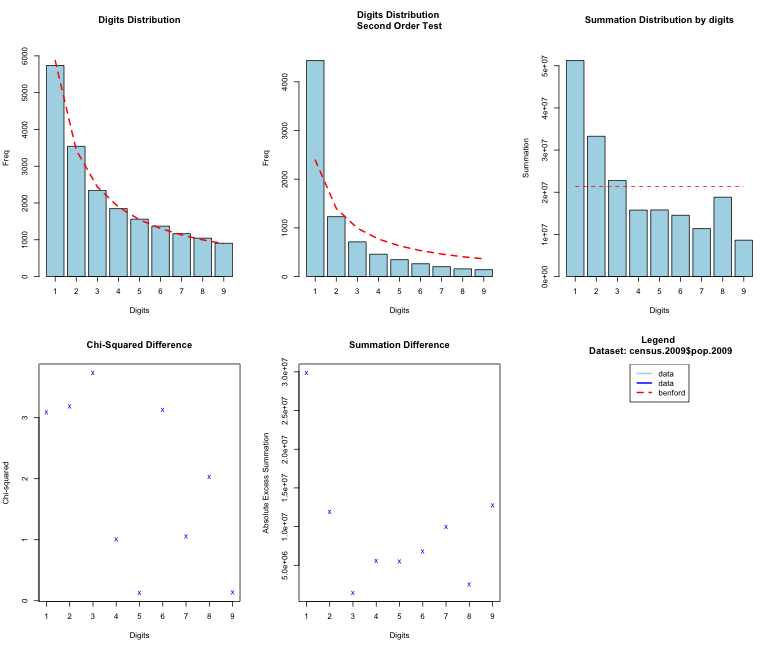 Digits Distribution
Freq
0
1000
2000
3000
4000
5000
6000
1 2 3 4 5 6 7 8 9
Digits
Digits Distribution
Second Order Test
Freq
0
1000
2000
3000
4000
1 2 3 4 5 6 7 8 9
Digits
Summation Distribution by digits
Summation
0e+00
1e+07
2e+07
3e+07
4e+07
5e+07
1 2 3 4 5 6 7 8 9
Digits
Chi-Squared Difference
Chi-squared
0
1
2
3
1 2 3 4 5 6 7 8 9
Digits
Summation Difference
Absolute Excess Summation
5.0e+06
1.0e+07
1.5e+07
2.0e+07
2.5e+07
3.0e+07
1 2 3 4 5 6 7 8 9
Digits
Legend
Dataset: census.2009$pop.2009
data
data
benford